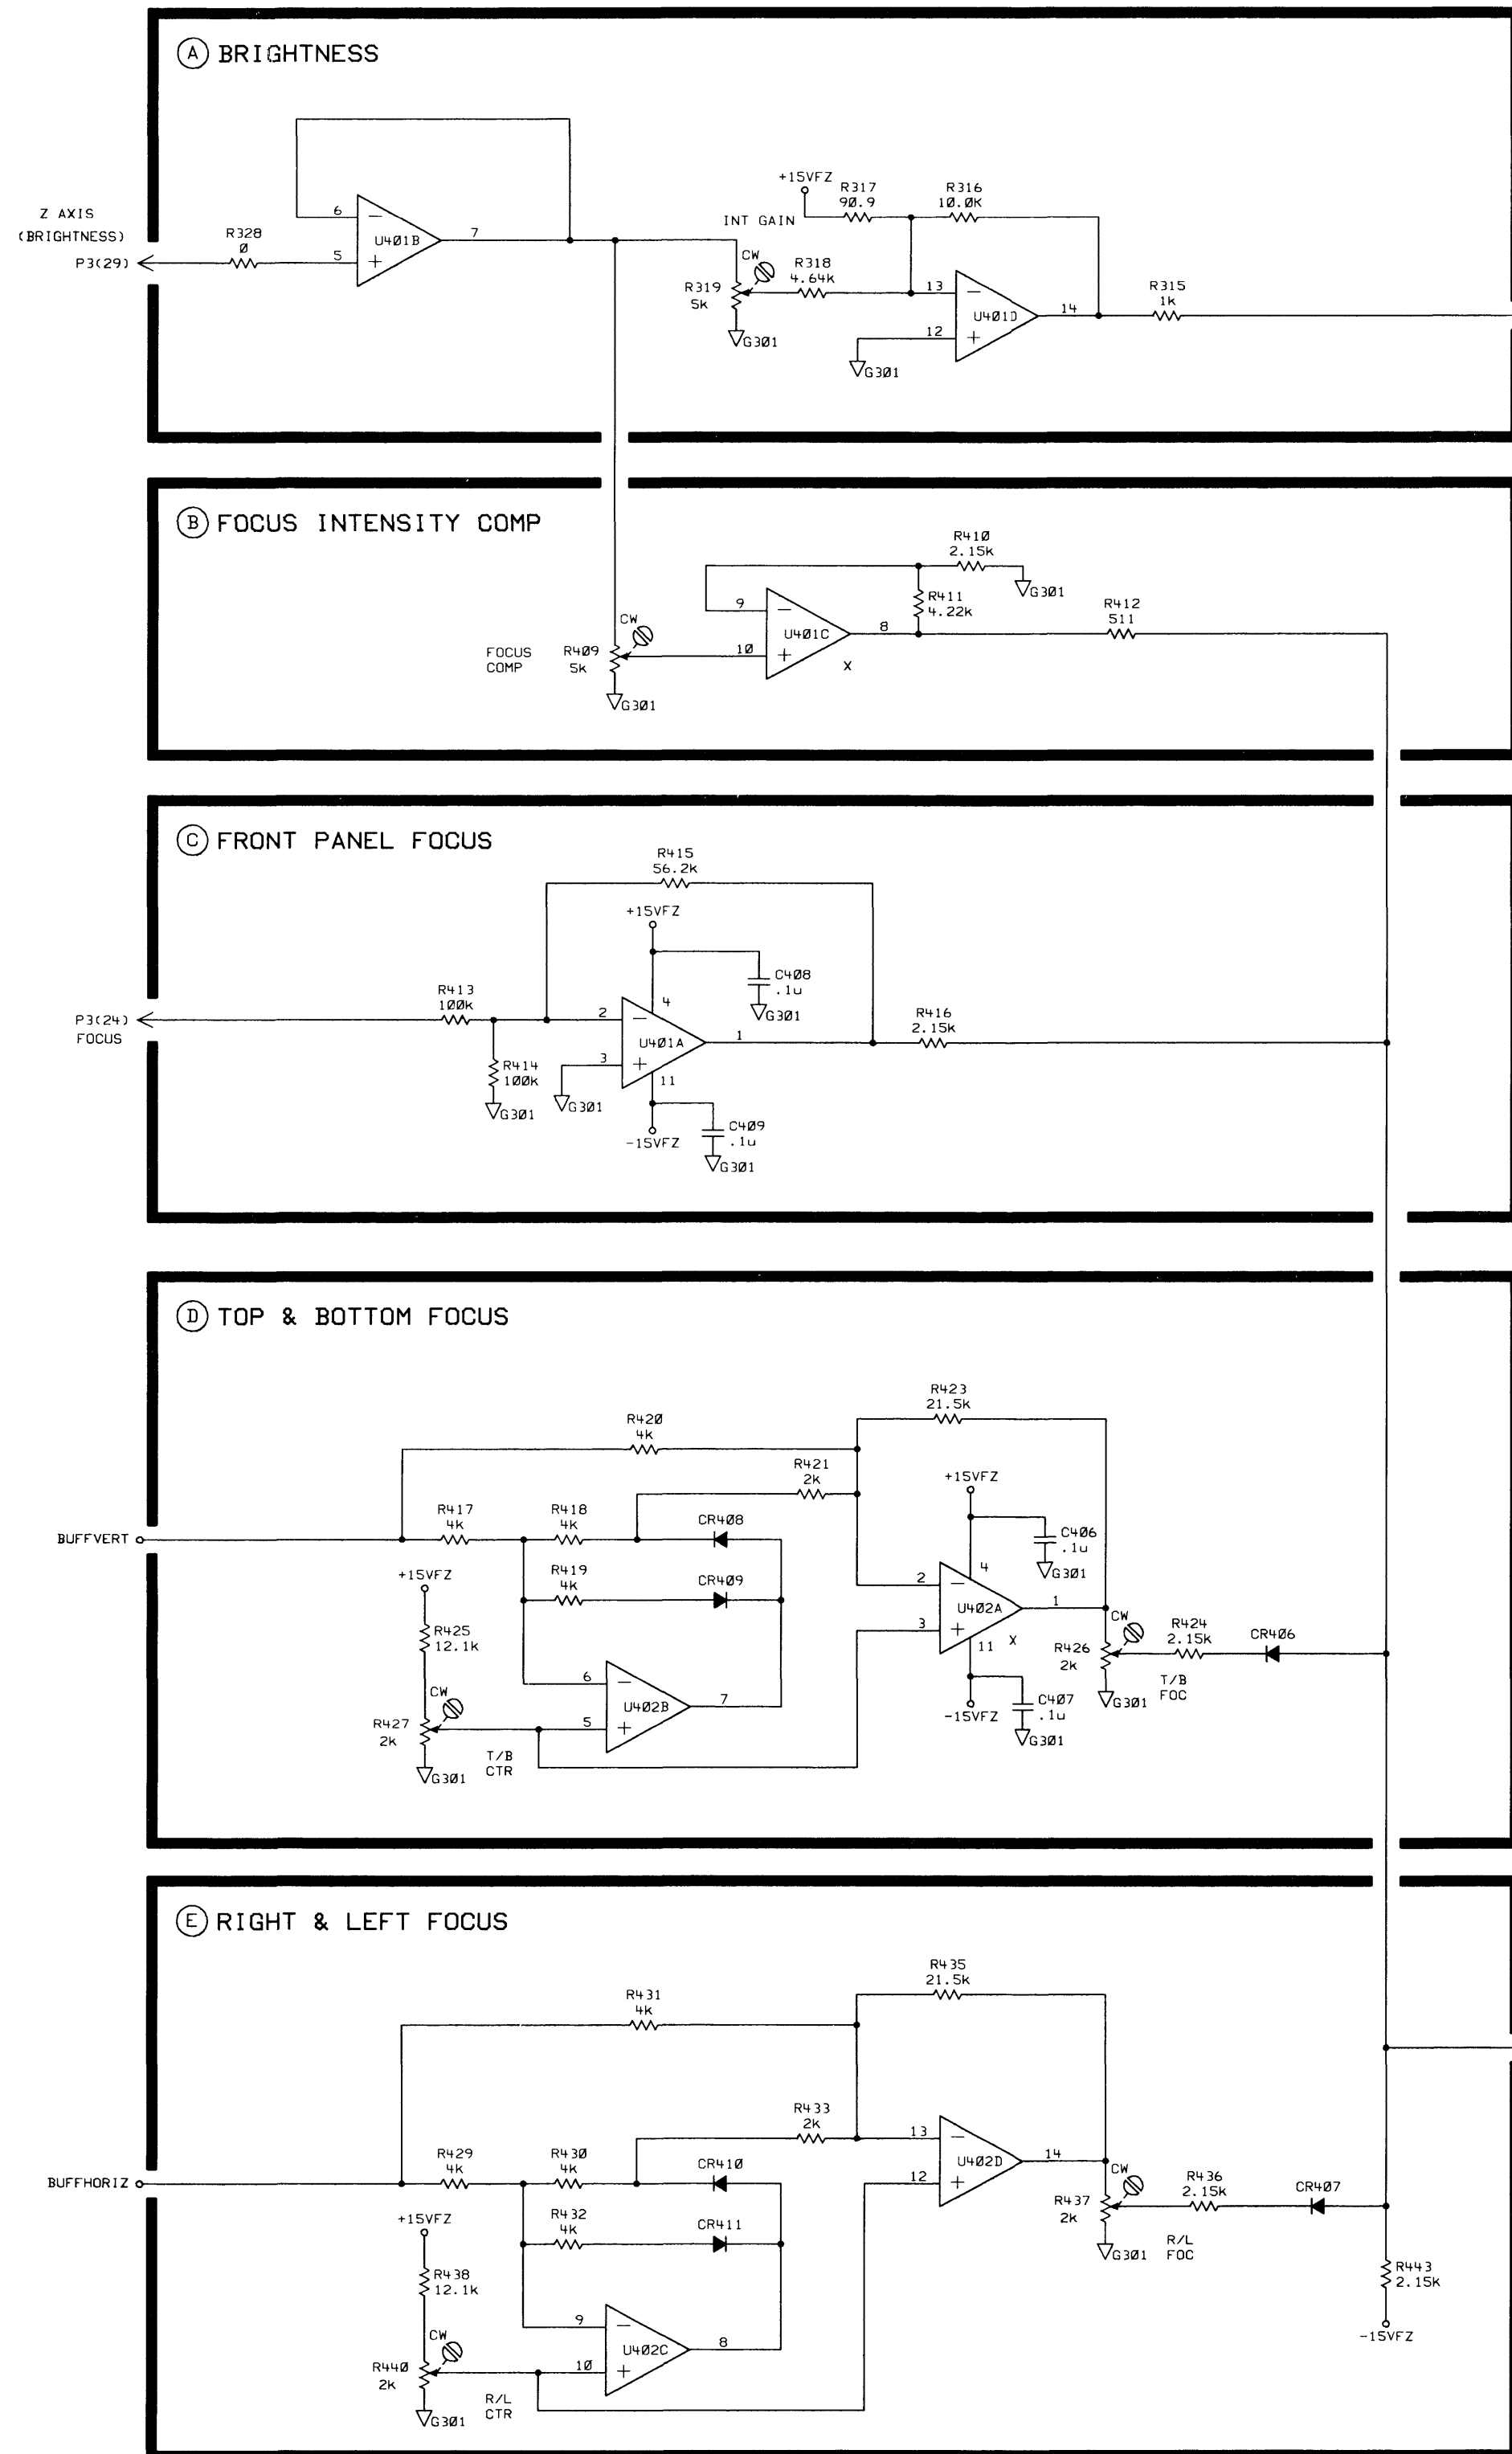 A BRIGHTNESS
Z AXIS
(BRIGHTNESS)
P3(29)
R328
0
6
5
U401B
7
INT GAIN
+15VFZ
R317
90.9
R316
10.0K
CW
R319
5k
R318
4.64k
G301
13
12
U401D
14
G301
R315
1k
B FOCUS INTENSITY COMP
R410
2.15k
G301
R411
4.22k
9
10
U401C
8
X
R412
511
CW
FOCUS
COMP
R409
5k
G301
C FRONT PANEL FOCUS
R415
56.2k
+15VFZ
C408
.1u
G301
P3(24)
FOCUS
R413
100k
R414
100k
G301
2
3
4
U401A
11
1
G301
R416
2.15k
C409
.1u
-15VFZ
G301
D TOP & BOTTOM FOCUS
R423
21.5k
R420
4k
R421
2k
+15VFZ
BUFFVERT
R417
4k
R418
4k
CR408
C406
.1u
G301
R419
4k
CR409
+15VFZ
R425
12.1k
2
3
4
U402A
11
X
1
CW
R426
2k
G301
R424
2.15k
CR406
T/B
FOC
C407
.1u
-15VFZ
G301
CW
R427
2k
G301
T/B
CTR
6
5
U402B
7
E RIGHT & LEFT FOCUS
R435
21.5k
R431
4k
R433
2k
13
12
U402D
14
BUFFHORIZ
R429
4k
R430
4k
CR410
R432
4k
CR411
CW
R437
2k
G301
R436
2.15k
CR407
R/L
FOC
+15VFZ
R438
12.1k
R443
2.15k
-15VFZ
CW
R440
2k
G301
R/L
CTR
9
10
U402C
8